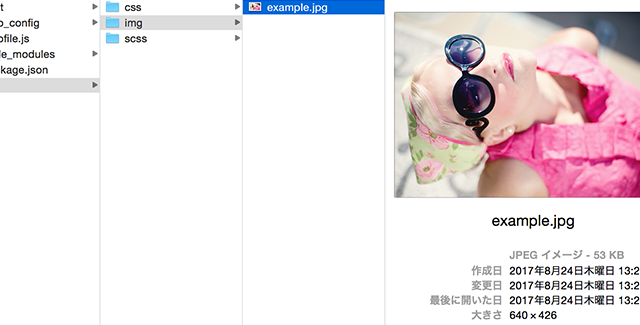 t
p_config
pfile.js
le_modules
ckage.json
css
img
scss
example.jpg
example.jpg
JPEG イメージ - 53 KB
作成日 2017年8月24日木曜日 13:2
変更日 2017年8月24日木曜日 13:2
最後に開いた日 2017年8月24日木曜日 13:2
大きさ 640 × 426